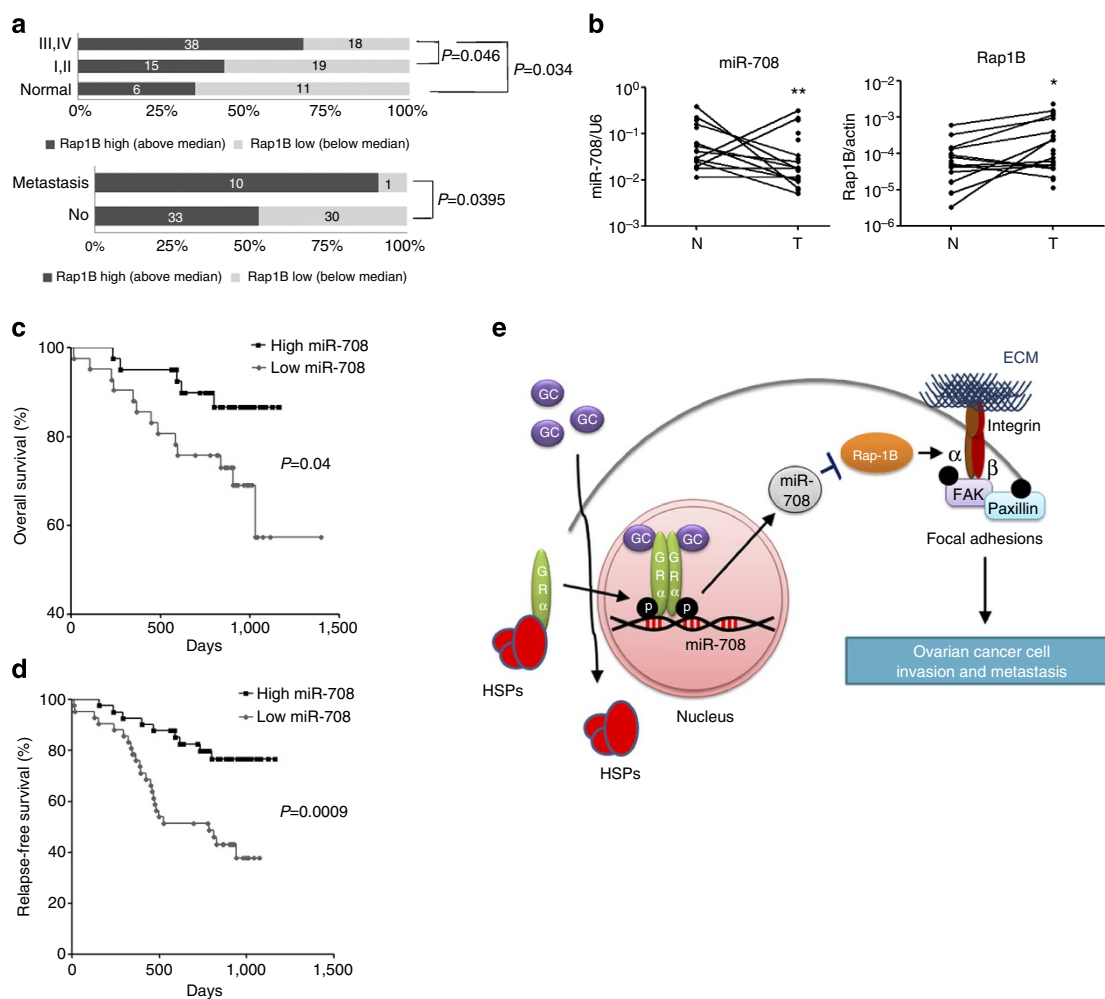 a
III,IV
38
18
I,II
15
19
Normal
6
11
P=0.046
P=0.034
0% 25% 50% 75% 100%
Rap1B high (above median) Rap1B low (below median)
Metastasis
10
1
No
33
30
P=0.0395
0% 25% 50% 75% 100%
Rap1B high (above median) Rap1B low (below median)
b
miR-708
**
miR-708/U6
10⁰
10⁻¹
10⁻²
10⁻³
N T
Rap1B
*
Rap1B/actin
10⁻²
10⁻³
10⁻⁴
10⁻⁵
10⁻⁶
N T
c
High miR-708
Low miR-708
P=0.04
Overall survival (%)
100
80
60
40
0 500 1,000 1,500
Days
d
High miR-708
Low miR-708
P=0.0009
Relapse-free survival (%)
100
80
60
40
20
0
0 500 1,000 1,500
Days
e
GC
GC
GC
ECM
Integrin
α
β
Rap-1B
miR-
708
FAK
Paxillin
Focal adhesions
GC
GC
GRα
GRα
GRα
p
p
miR-708
Nucleus
HSPs
HSPs
Ovarian cancer cell
invasion and metastasis